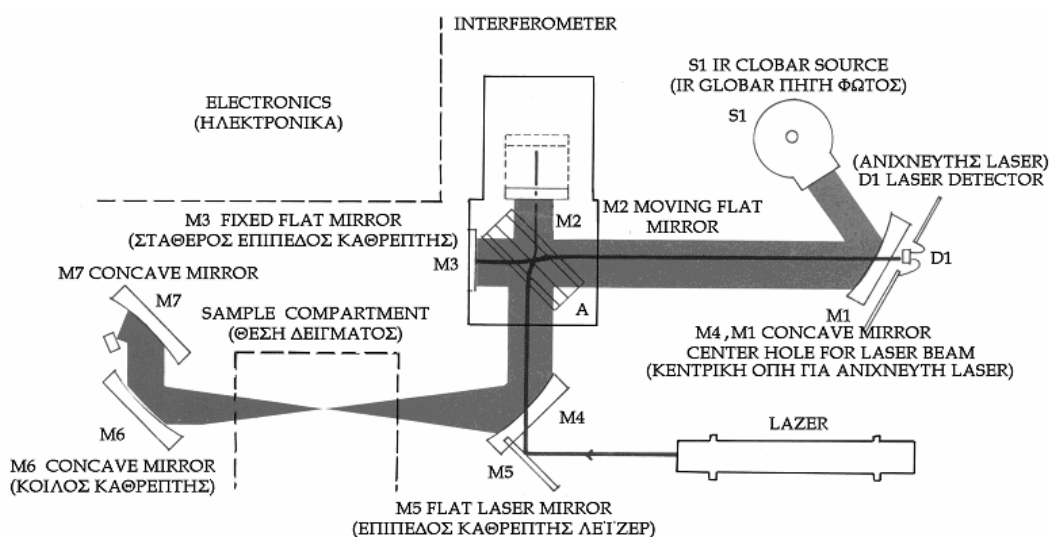 INTERFEROMETER
ELECTRONICS
(ΗΛΕΚΤΡΟΝΙΚΑ)
S1 IR CLOBAR SOURCE
(IR GLOBAR ΠΗΓΗ ΦΩΤΟΣ)
S1
(ΑΝΙΧΝΕΥΤΗΣ LASER)
D1 LASER DETECTOR
M3 FIXED FLAT MIRROR
(ΣΤΑΘΕΡΟΣ ΕΠΙΠΕΔΟΣ ΚΑΘΡΕΠΤΗΣ)
M2
M2 MOVING FLAT
MIRROR
M3
D1
M7 CONCAVE MIRROR
M7
A
M1
SAMPLE COMPARTMENT
(ΘΕΣΗ ΔΕΙΓΜΑΤΟΣ)
M4 , M1 CONCAVE MIRROR
CENTER HOLE FOR LASER BEAM
(ΚΕΝΤΡΙΚΗ ΟΠΗ ΓΙΑ ΑΝΙΧΝΕΥΤΗ LASER)
M4
M6
LAZER
M5
M6 CONCAVE MIRROR
(ΚΟΙΛΟΣ ΚΑΘΡΕΠΤΗΣ)
M5 FLAT LASER MIRROR
(ΕΠΙΠΕΔΟΣ ΚΑΘΡΕΠΤΗΣ ΛΕΪΖΕΡ)